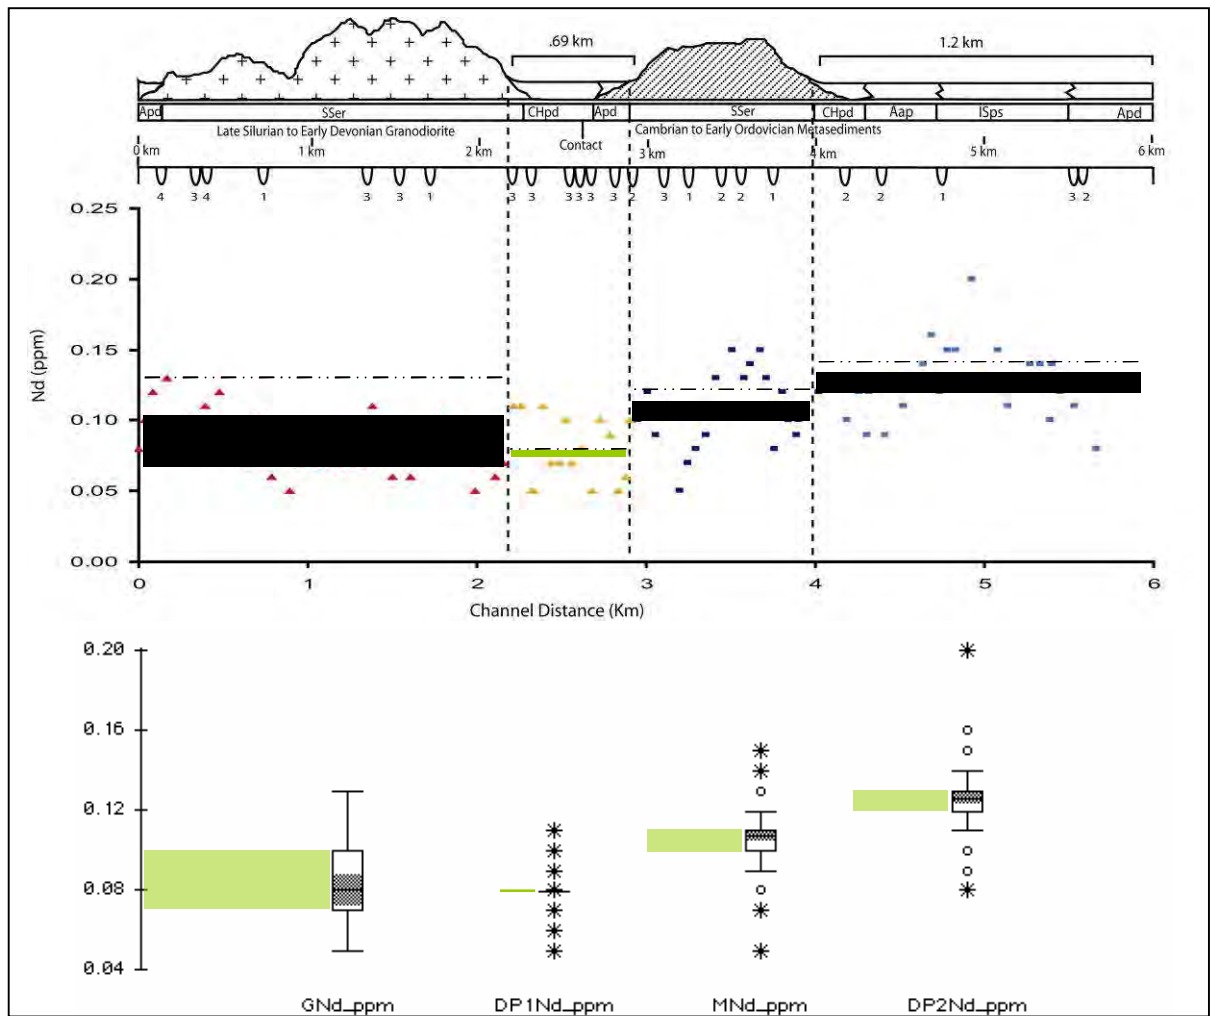 .69 km 1.2 km
Apd SSer CHpd Apd SSer CHpd Aap ISps Apd
Late Silurian to Early Devonian Granodiorite Contact Cambrian to Early Ordovician Metasediments
0 km 1 km 2 km 3 km 4 km 5 km 6 km
4 3 4 1 3 3 1 3 3 3 3 3 3 2 3 1 2 2 1 2 2 1 3 2
0.25
0.20
0.15
0.10
0.05
0.00
Nd (ppm)
0 1 2 3 4 5 6
Channel Distance (Km)
0.20
0.16
0.12
0.08
0.04
GNd_ppm DP1Nd_ppm MNd_ppm DP2Nd_ppm